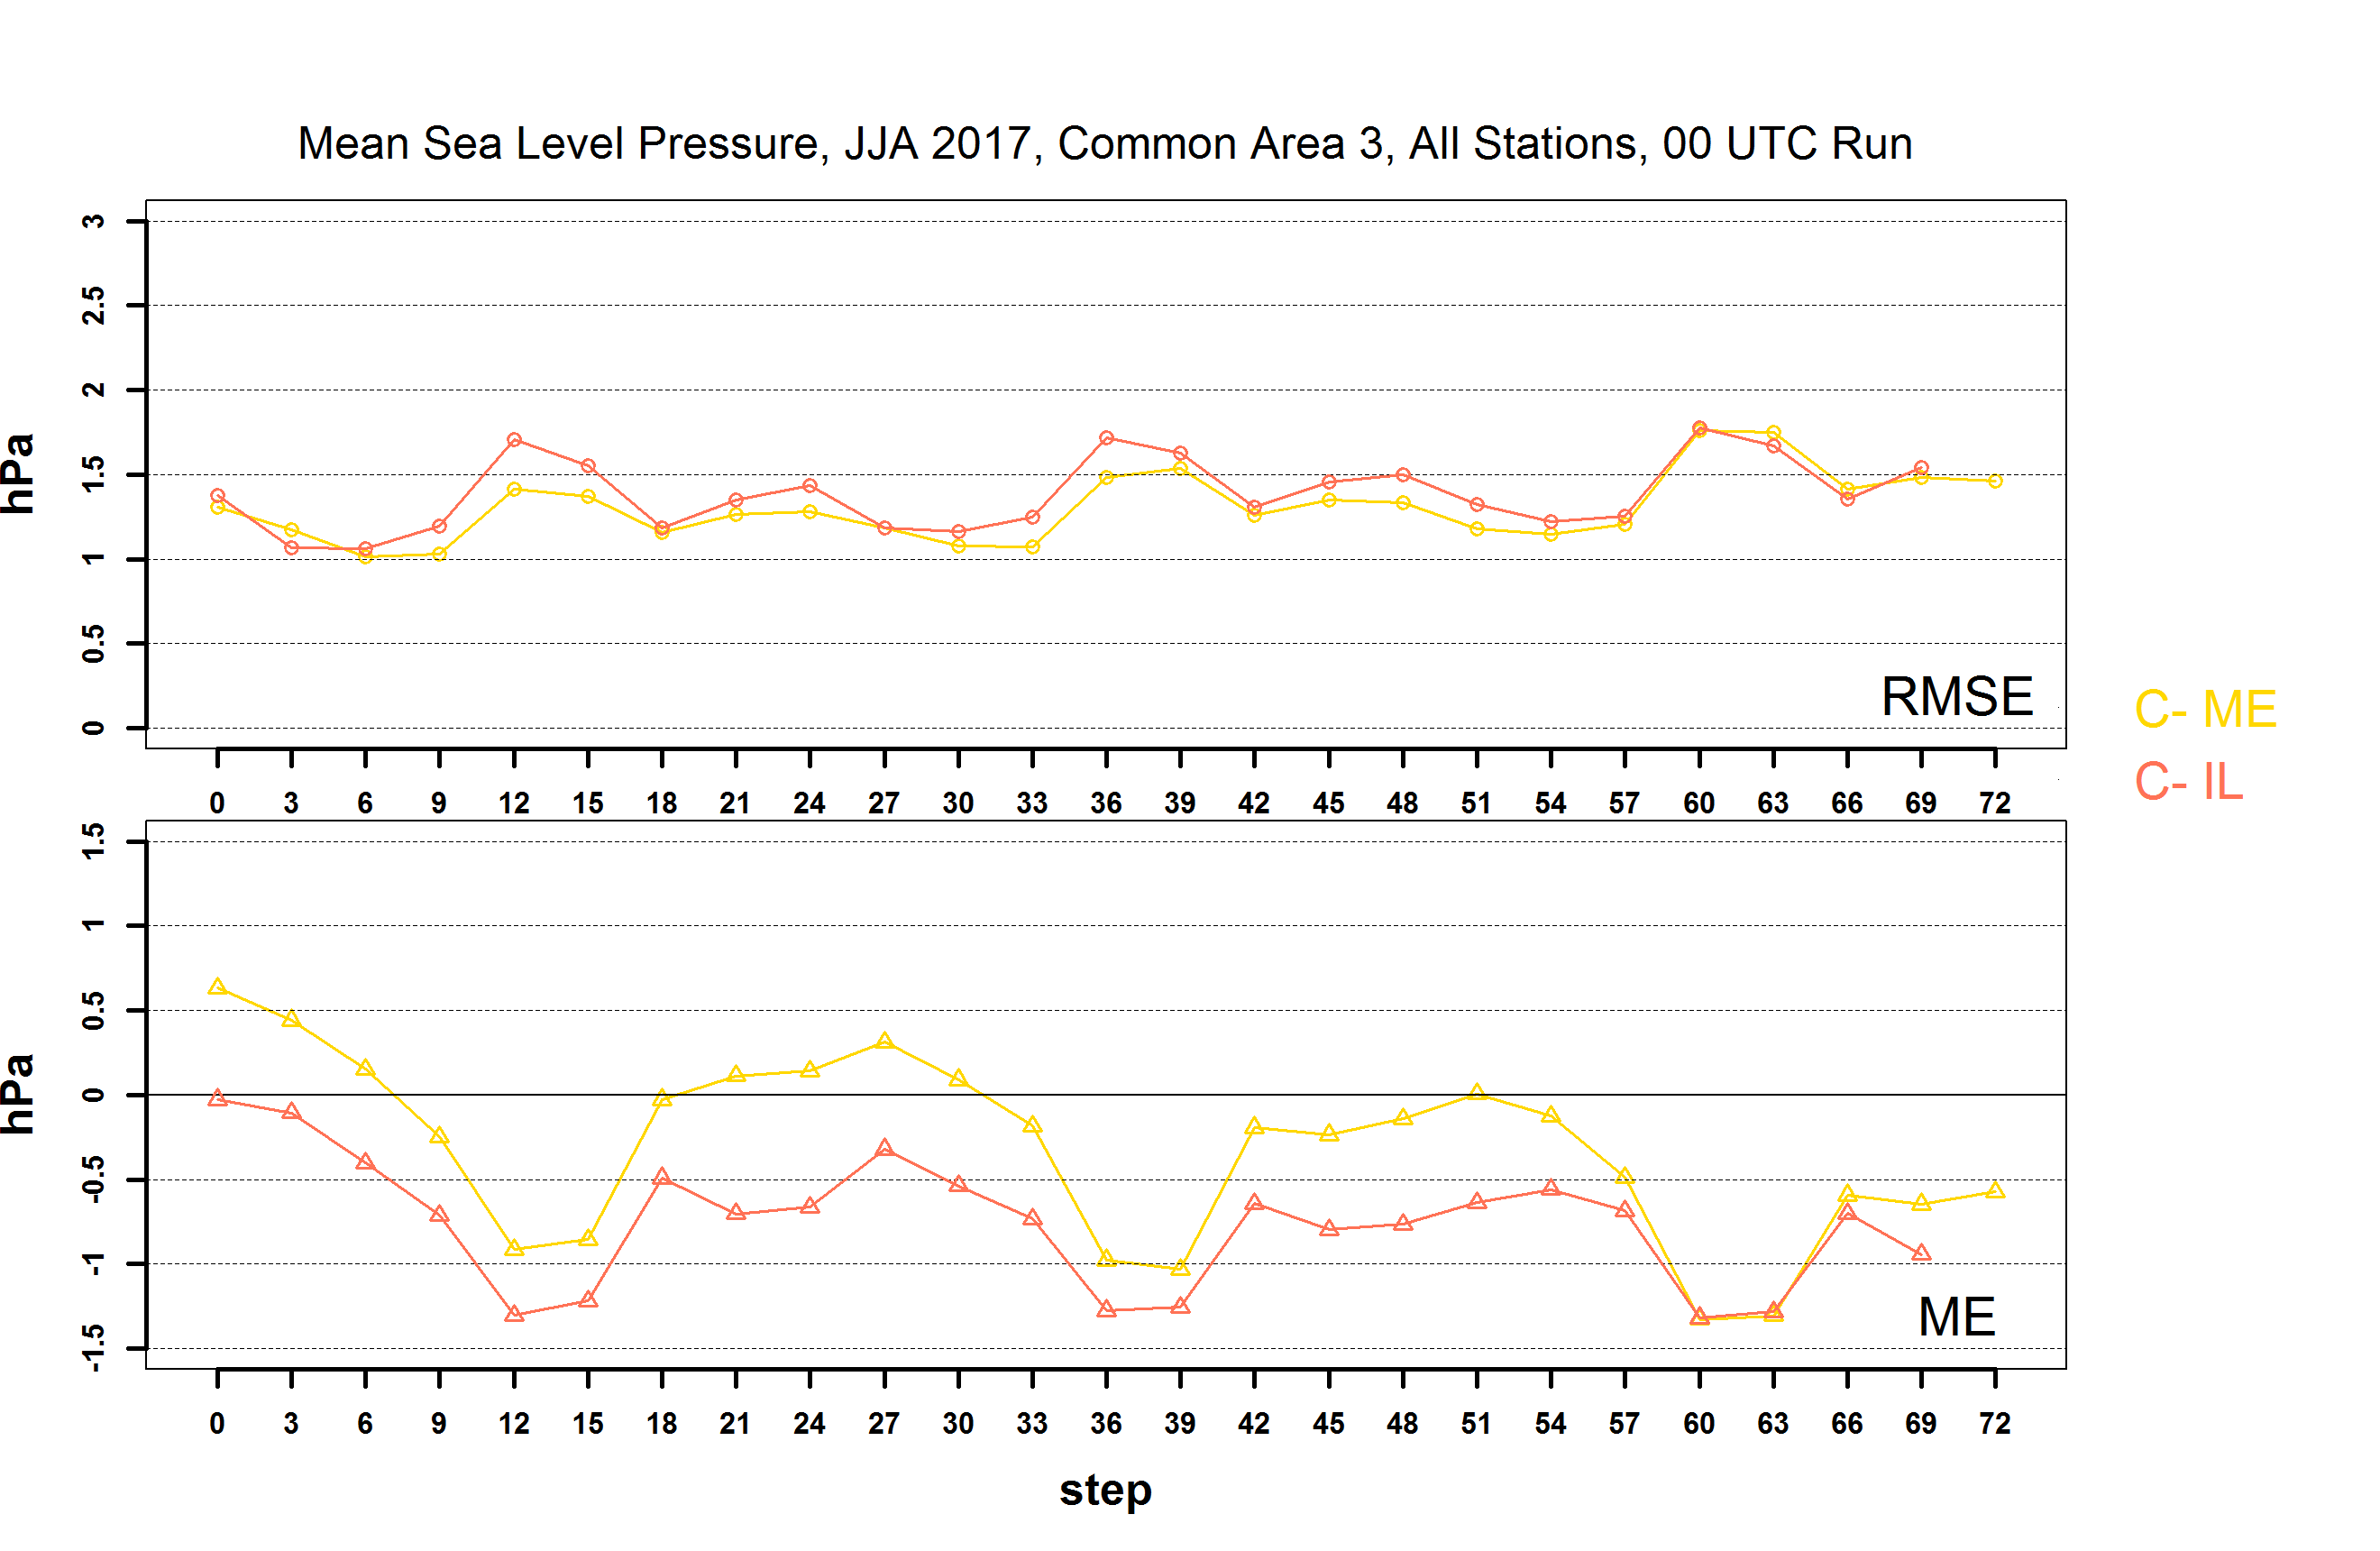 Mean Sea Level Pressure, JJA 2017, Common Area 3, All Stations, 00 UTC Run
3
2.5
2
1.5
1
0.5
0
hPa
RMSE
0 3 6 9 12 15 18 21 24 27 30 33 36 39 42 45 48 51 54 57 60 63 66 69 72
C- ME
C- IL
1.5
1
0.5
0
-0.5
-1
-1.5
hPa
ME
0 3 6 9 12 15 18 21 24 27 30 33 36 39 42 45 48 51 54 57 60 63 66 69 72
step